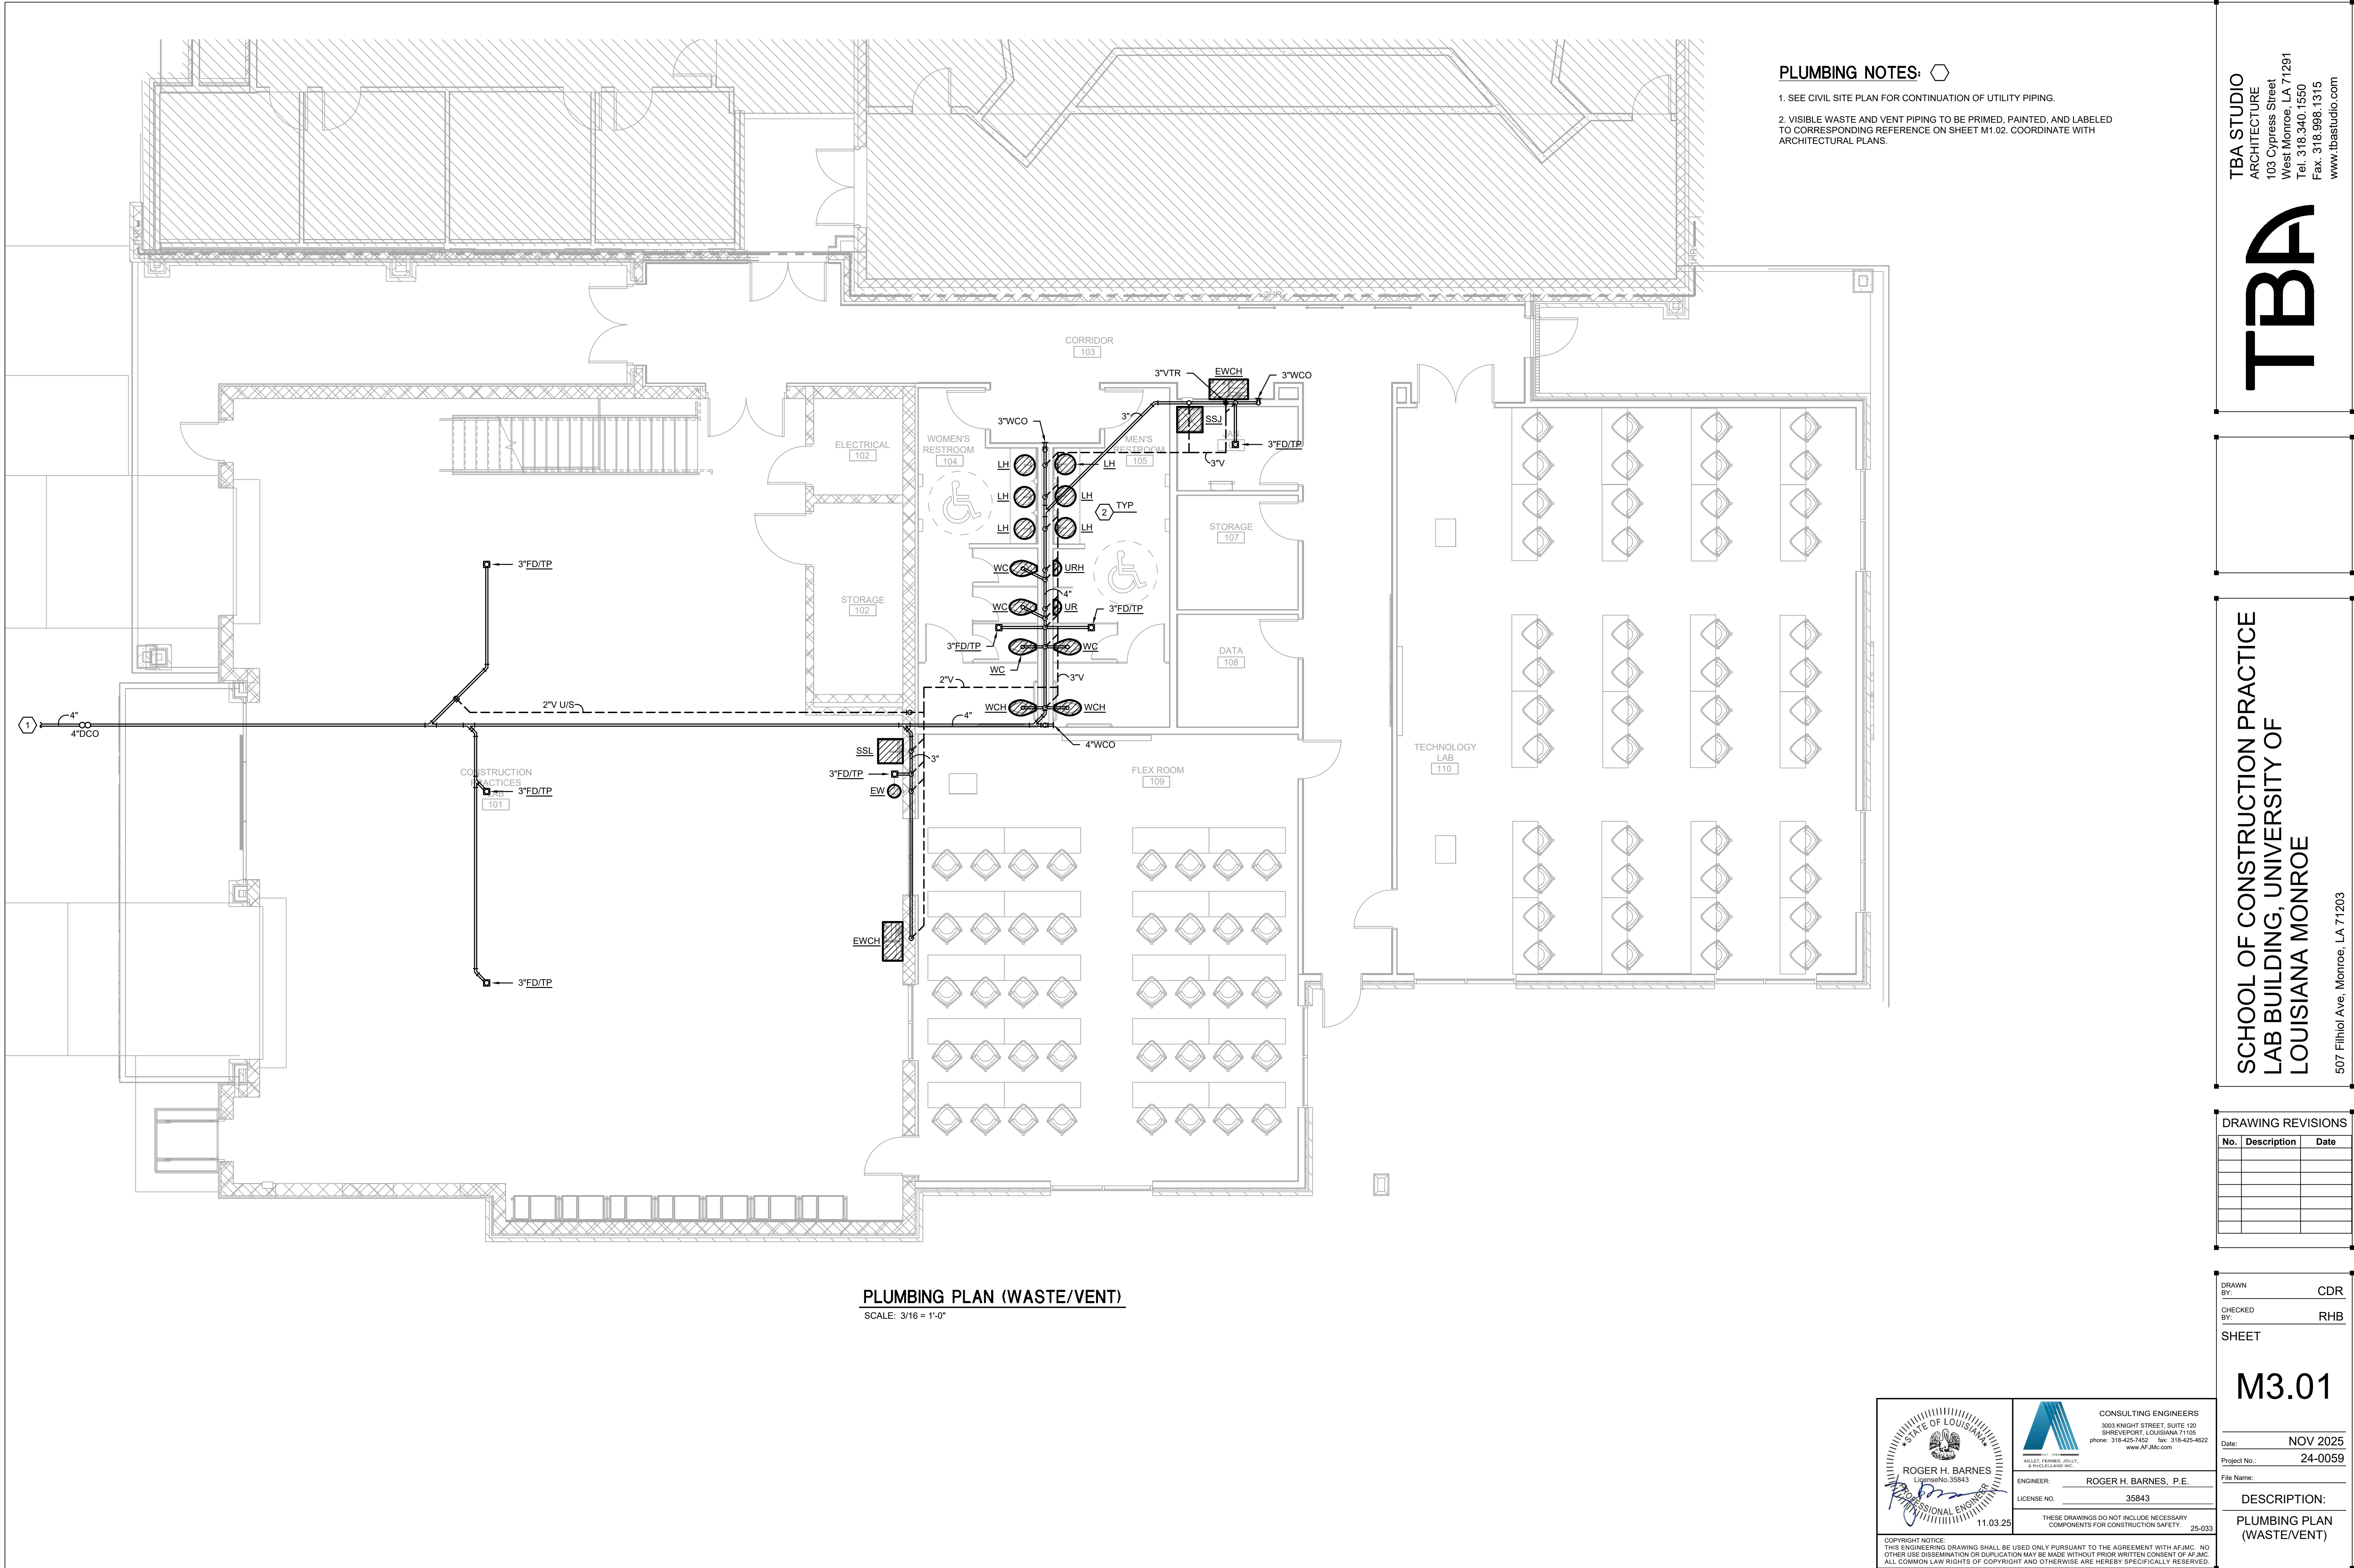 PLUMBING NOTES:
1. SEE CIVIL SITE PLAN FOR CONTINUATION OF UTILITY PIPING.
2. VISIBLE WASTE AND VENT PIPING TO BE PRIMED, PAINTED, AND LABELED
TO CORRESPONDING REFERENCE ON SHEET M1.02. COORDINATE WITH
ARCHITECTURAL PLANS.
1HR
2HR
CORRIDOR
103
3"VTR
EWCH
3"WCO
3"
SSJ
3"WCO
3"FD/TP
3"V
ELECTRICAL
102
WOMEN'S
RESTROOM
104
MEN'S
RESTROOM
105
LH
LH
LH
LH
LH
LH
2
TYP
STORAGE
107
3"FD/TP
WC
URH
4"
STORAGE
102
WC
UR
3"FD/TP
3"FD/TP
WC
WC
DATA
108
2"V
3"V
2"V U/S
WCH
WCH
1
4"
4"DCO
4"
4"WCO
SSL
3"
3"FD/TP
EW
CONSTRUCTION
PRACTICES
LAB
101
3"FD/TP
FLEX ROOM
109
TECHNOLOGY
LAB
110
EWCH
3"FD/TP
PLUMBING PLAN (WASTE/VENT)
SCALE: 3/16 = 1'-0"
TBA STUDIO
ARCHITECTURE
103 Cypress Street
West Monroe, LA 71291
Tel. 318.340.1550
Fax. 318.998.1315
www.tbastudio.com
TBA
SCHOOL OF CONSTRUCTION PRACTICE
LAB BUILDING, UNIVERSITY OF
LOUISIANA MONROE
507 Filhiol Ave, Monroe, LA 71203
DRAWING REVISIONS
No. Description Date
DRAWN
BY: CDR
CHECKED
BY: RHB
SHEET
M3.01
Date: NOV 2025
Project No.: 24-0059
File Name:
DESCRIPTION:
PLUMBING PLAN
(WASTE/VENT)
STATE OF LOUISIANA
ROGER H. BARNES
LicenseNo.35843
PROFESSIONAL ENGINEER
11.03.25
AILLET, FENNER, JOLLY,
& McCLELLAND INC.
CONSULTING ENGINEERS
3003 KNIGHT STREET, SUITE 120
SHREVEPORT, LOUISIANA 71105
phone: 318-425-7452 fax: 318-425-4622
www.AFJMc.com
ENGINEER: ROGER H. BARNES, P.E.
LICENSE NO. 35843
THESE DRAWINGS DO NOT INCLUDE NECESSARY
COMPONENTS FOR CONSTRUCTION SAFETY.
25-033
COPYRIGHT NOTICE:
THIS ENGINEERING DRAWING SHALL BE USED ONLY PURSUANT TO THE AGREEMENT WITH AFJMC. NO
OTHER USE DISSEMINATION OR DUPLICATION MAY BE MADE WITHOUT PRIOR WRITTEN CONSENT OF AFJMC.
ALL COMMON LAW RIGHTS OF COPYRIGHT AND OTHERWISE ARE HEREBY SPECIFICALLY RESERVED.